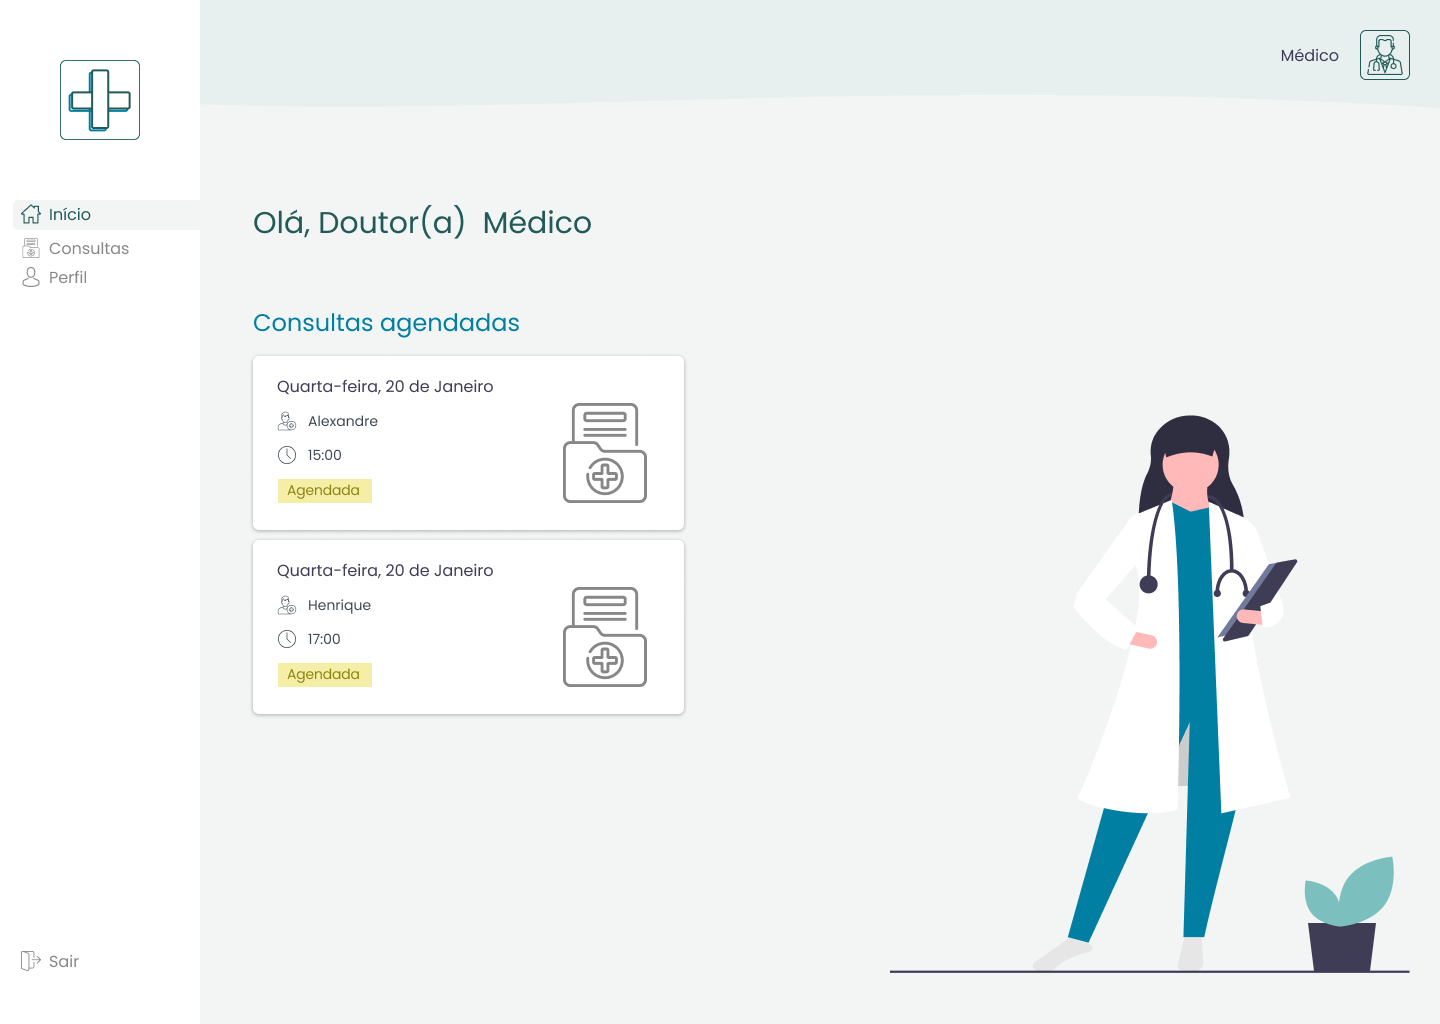 Médico
Início
Consultas
Perfil
Olá, Doutor(a) Médico
Consultas agendadas
Quarta-feira, 20 de Janeiro
Alexandre
15:00
Agendada
Quarta-feira, 20 de Janeiro
Henrique
17:00
Agendada
Sair